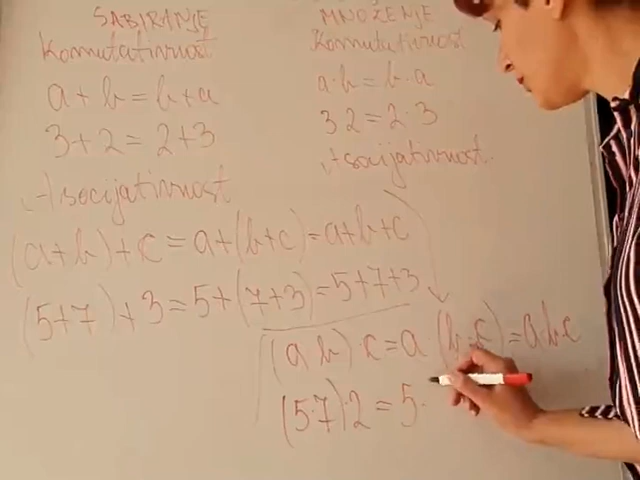 SABIRANJE
Komutativnost
a+b=b+a
3+2=2+3
Asocijativnost
(a+b)+c=a+(b+c)=a+b+c
(5+7)+3=5+(7+3)=5+7+3
MNOŽENJE
Komutativnost
a·b=b·a
3·2=2·3
Asocijativnost
(a·b)·c=a·(b·c)=a·b·c
(5·7)·2=5·